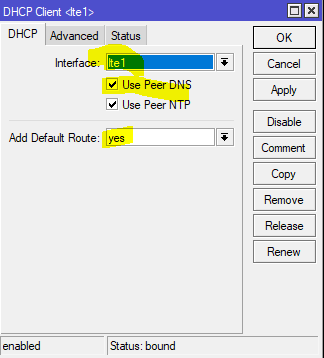 DHCP Client <lte1>
DHCP Advanced Status
Interface: lte1
Use Peer DNS
Use Peer NTP
Add Default Route: yes
OK
Cancel
Apply
Disable
Comment
Copy
Remove
Release
Renew
enabled Status: bound